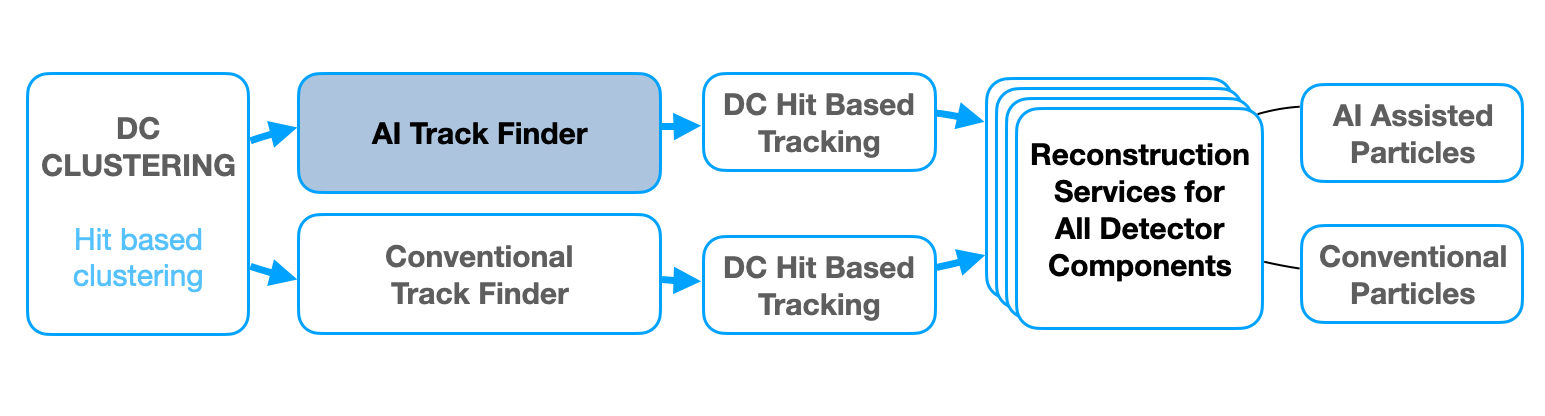 DC
CLUSTERING
Hit based
clustering
AI Track Finder
Conventional
Track Finder
DC Hit Based
Tracking
DC Hit Based
Tracking
Reconstruction
Services for
All Detector
Components
AI Assisted
Particles
Conventional
Particles